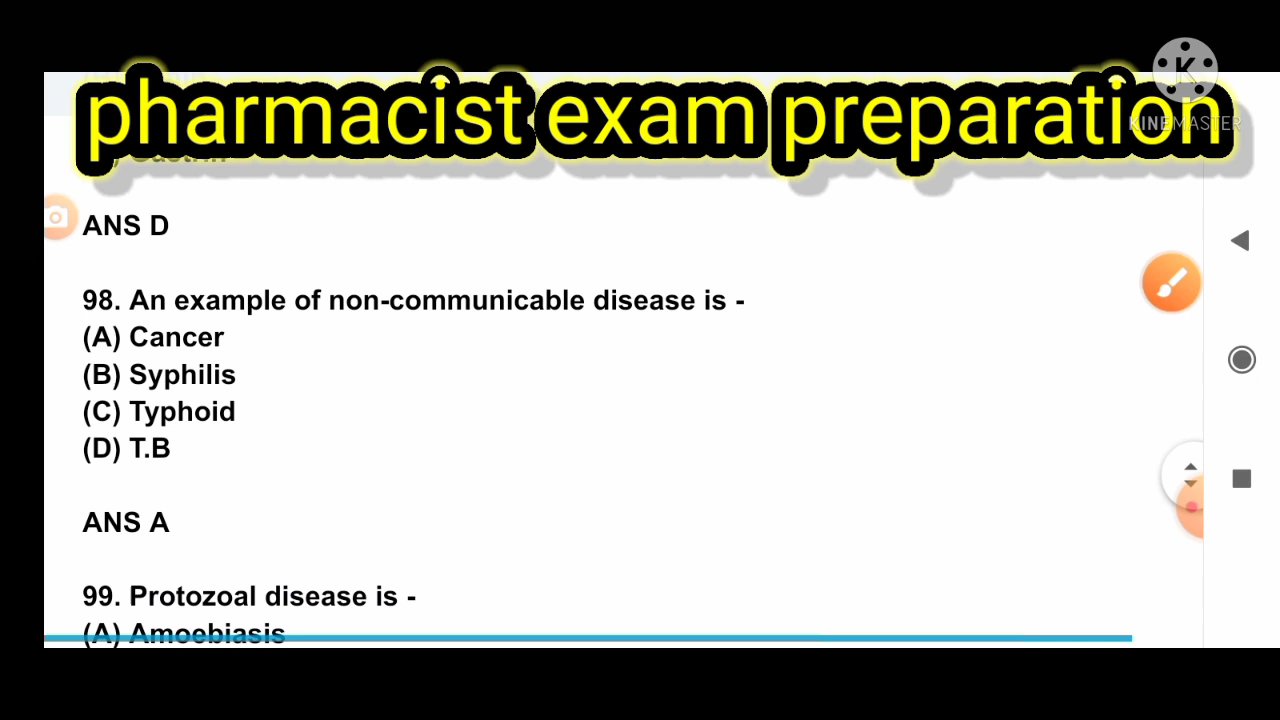 pharmacist exam preparation
KINEMASTER
ANS D
98. An example of non-communicable disease is -
(A) Cancer
(B) Syphilis
(C) Typhoid
(D) T.B
ANS A
99. Protozoal disease is -
(A) Amoebiasis